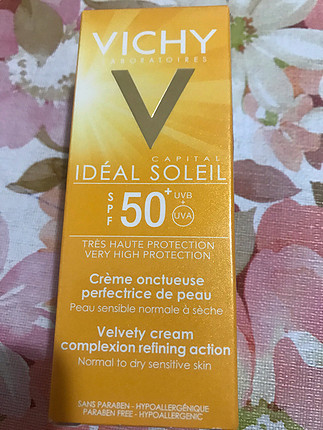 VICHY
LABORATOIRES
CAPITAL
IDÉAL SOLEIL
SPF 50+ UVB + UVA
TRÈS HAUTE PROTECTION
VERY HIGH PROTECTION
Crème onctueuse
perfectrice de peau
Peau sensible normale à sèche
Velvety cream
complexion refining action
Normal to dry sensitive skin
SANS PARABEN - HYPOALLERGÉNIQUE
PARABEN FREE - HYPOALLERGENIC